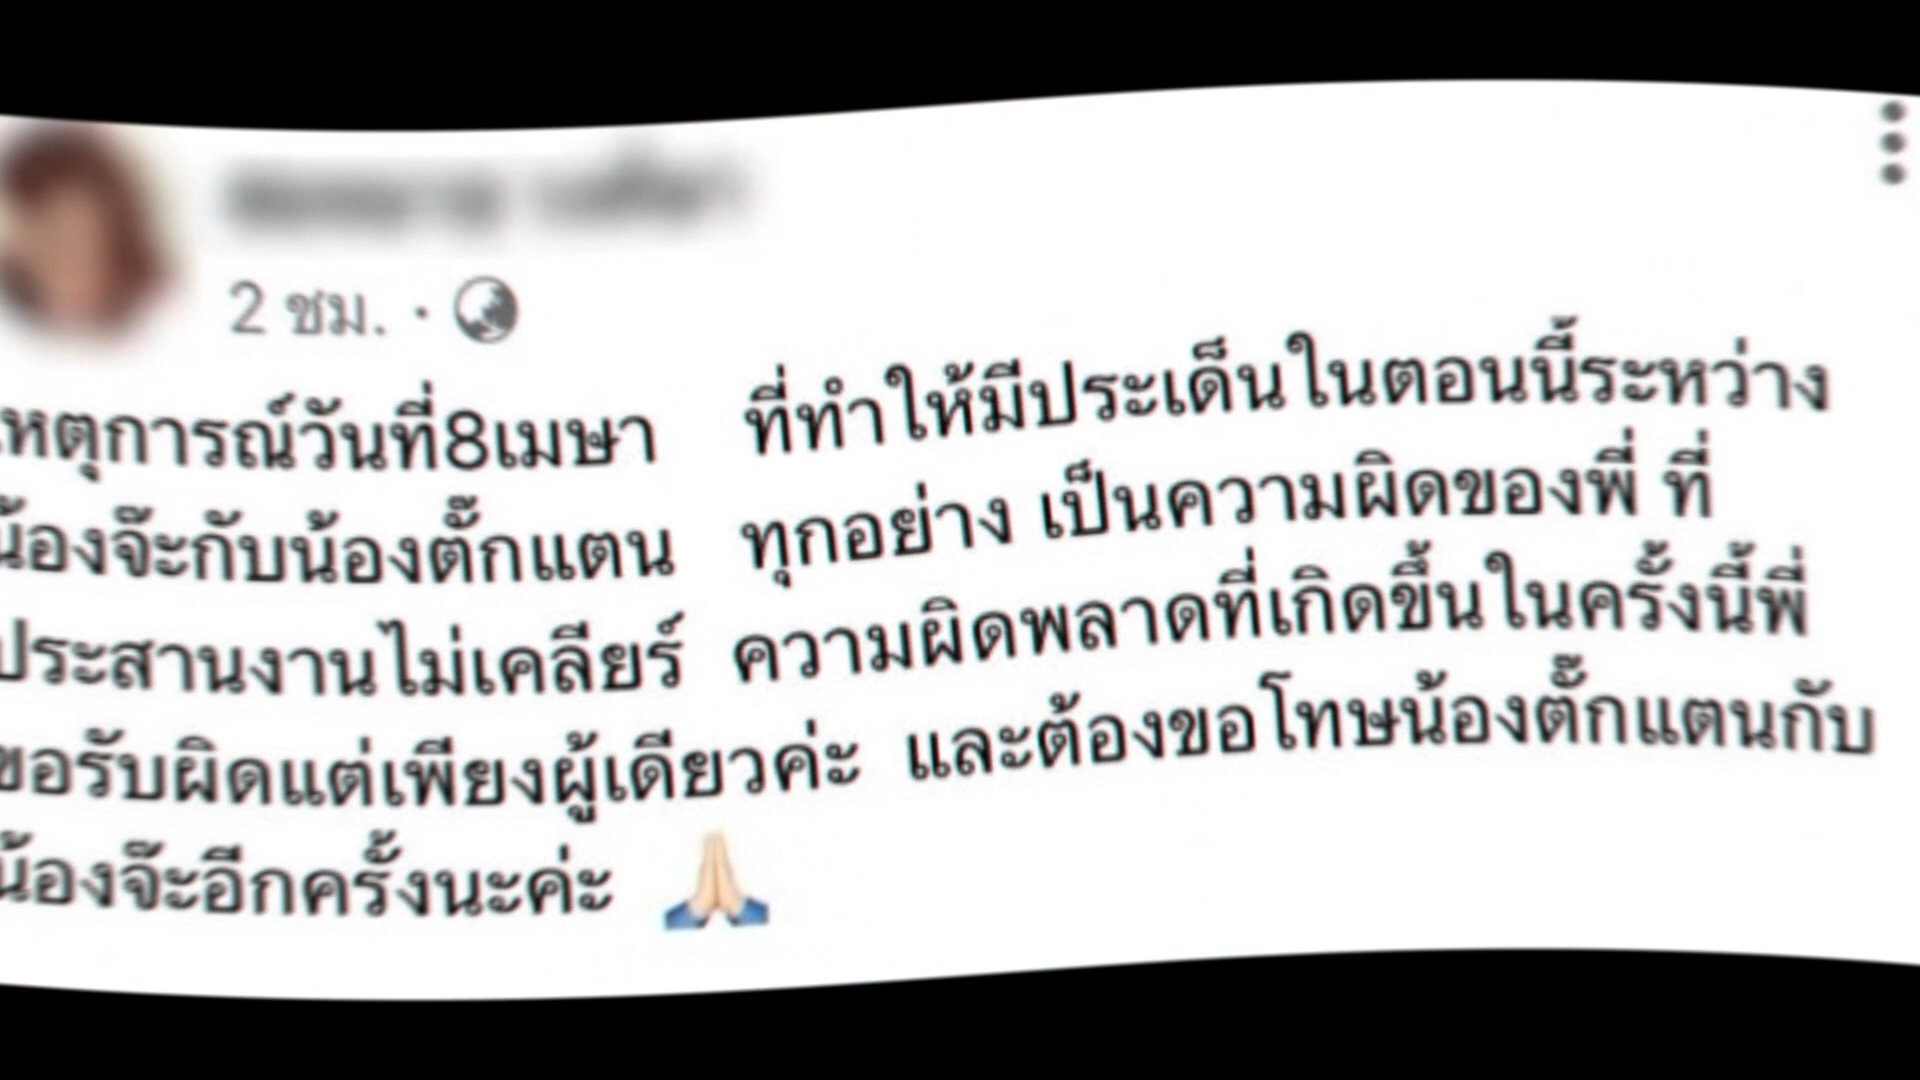 2 ชม. ·
เหตุการณ์วันที่8เมษา ที่ทำให้มีประเด็นในตอนนี้ระหว่าง
น้องจ๊ะกับน้องตั๊กแตน ทุกอย่าง เป็นความผิดของพี่ ที่
ประสานงานไม่เคลียร์ ความผิดพลาดที่เกิดขึ้นในครั้งนี้พี่
ขอรับผิดแต่เพียงผู้เดียวค่ะ และต้องขอโทษน้องตั๊กแตนกับ
น้องจ๊ะอีกครั้งนะค่ะ 🙏🏻